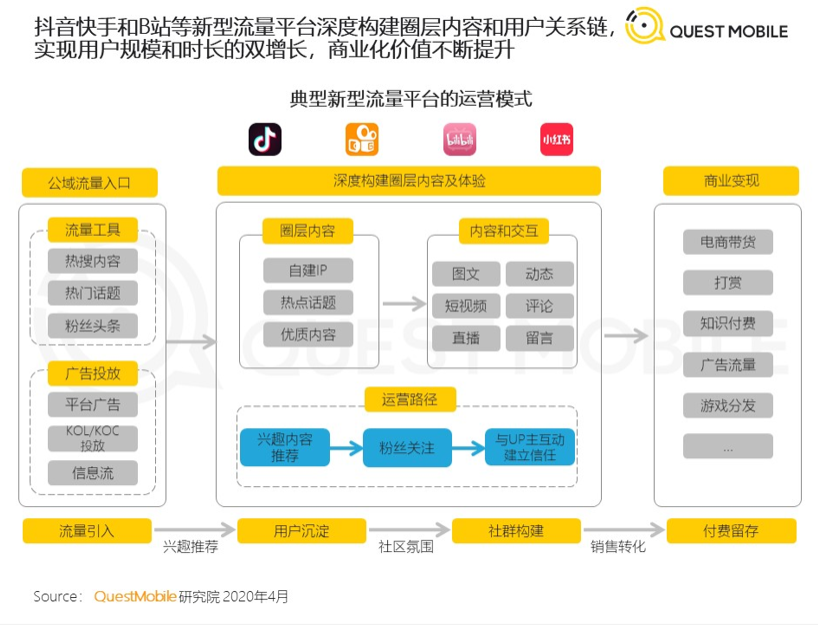 抖音快手和B站等新型流量平台深度构建圈层内容和用户关系链，
实现用户规模和时长的双增长，商业化价值不断提升
QUEST MOBILE
典型新型流量平台的运营模式
bilibili
小红书
公域流量入口
深度构建圈层内容及体验
商业变现
流量工具
热搜内容
热门话题
粉丝头条
广告投放
平台广告
KOL/KOC
投放
信息流
圈层内容
自建IP
热点话题
优质内容
内容和交互
图文
动态
短视频
评论
直播
留言
运营路径
兴趣内容
推荐
粉丝关注
与UP主互动
建立信任
电商带货
打赏
知识付费
广告流量
游戏分发
...
流量引入
兴趣推荐
用户沉淀
社区氛围
社群构建
销售转化
付费留存
QUEST MOBILE
Source： QuestMobile研究院 2020年4月